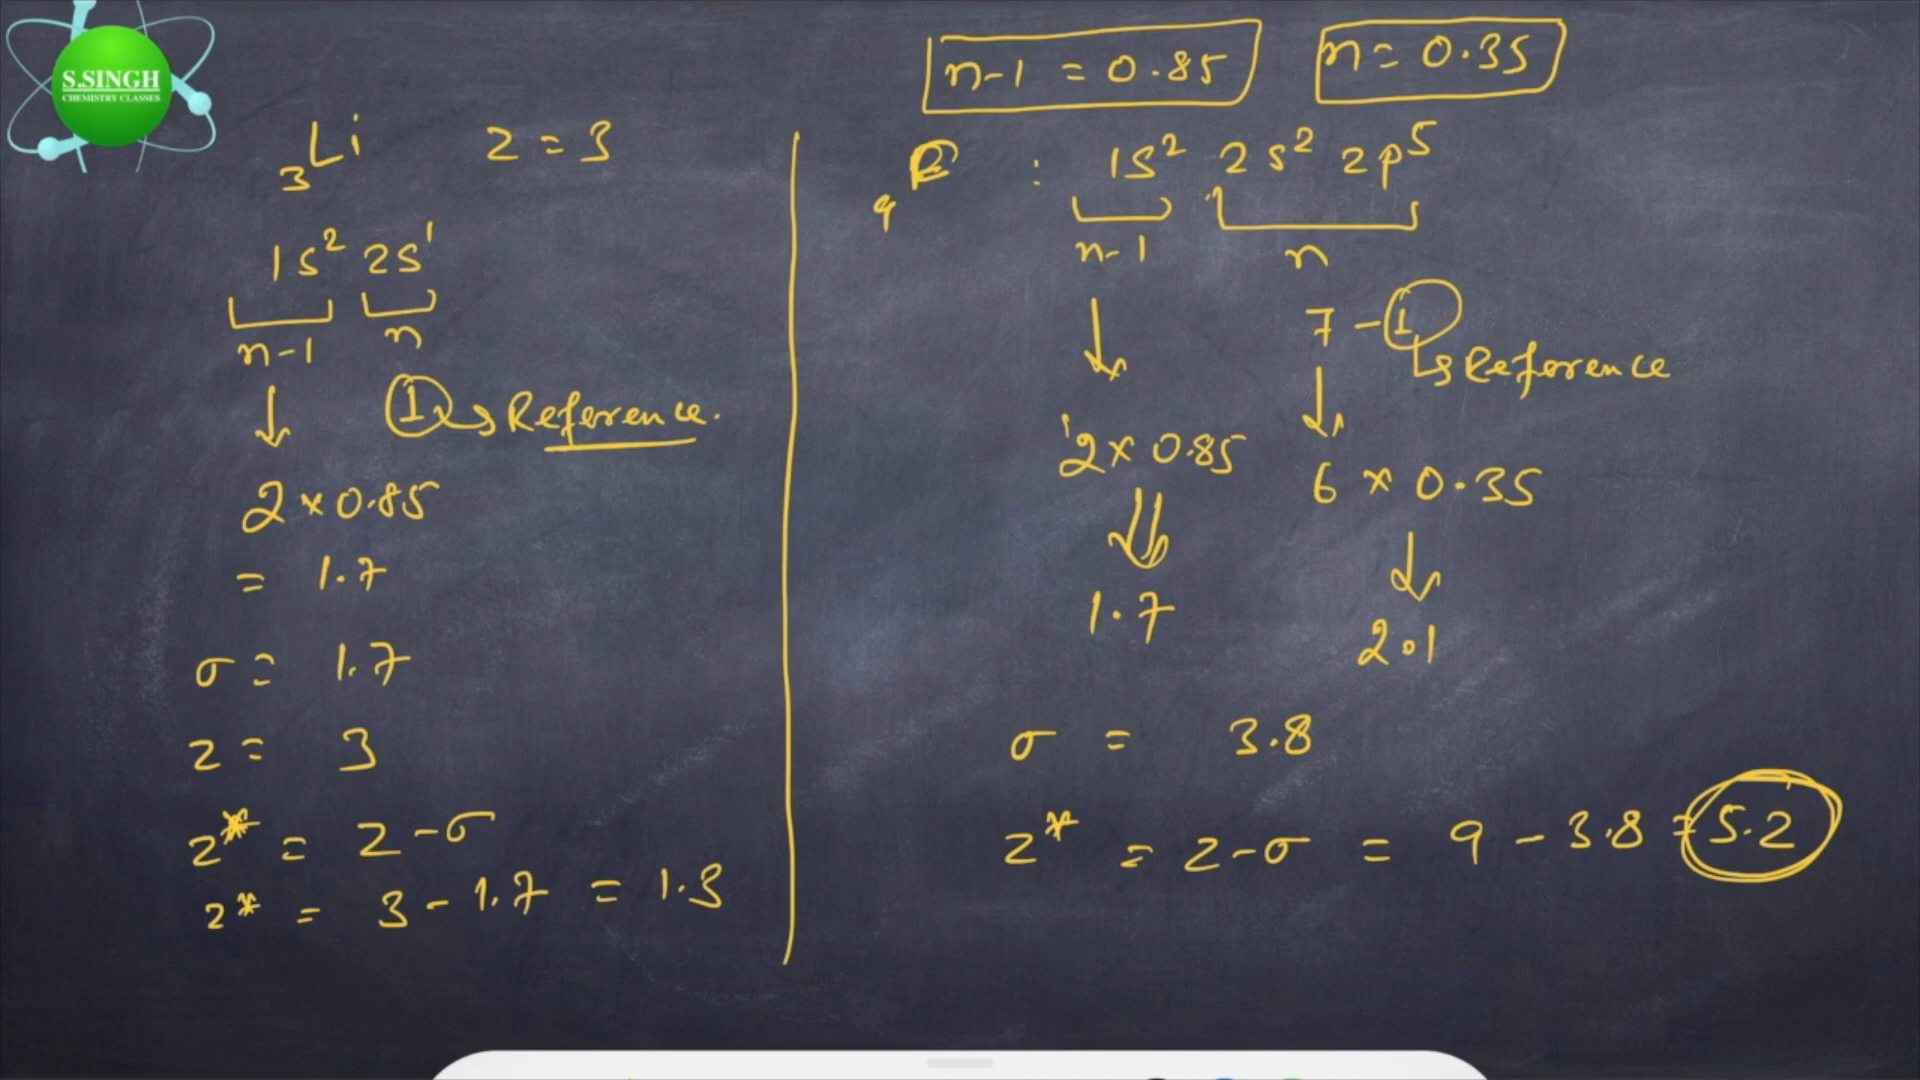 S.SINGH
CHEMISTRY CLASSES
₃Li z = 3
1s² 2s¹
n-1 n
① → Reference.
2 × 0.85
= 1.7
σ = 1.7
z = 3
z* = z - σ
z* = 3 - 1.7 = 1.3
n-1 = 0.85 n = 0.35
₉F : 1s² 2s² 2p⁵
n-1 n
7 - ①
→ Reference
2 × 0.85 6 × 0.35
1.7 2.1
σ = 3.8
z* = z - σ = 9 - 3.8 = 5.2